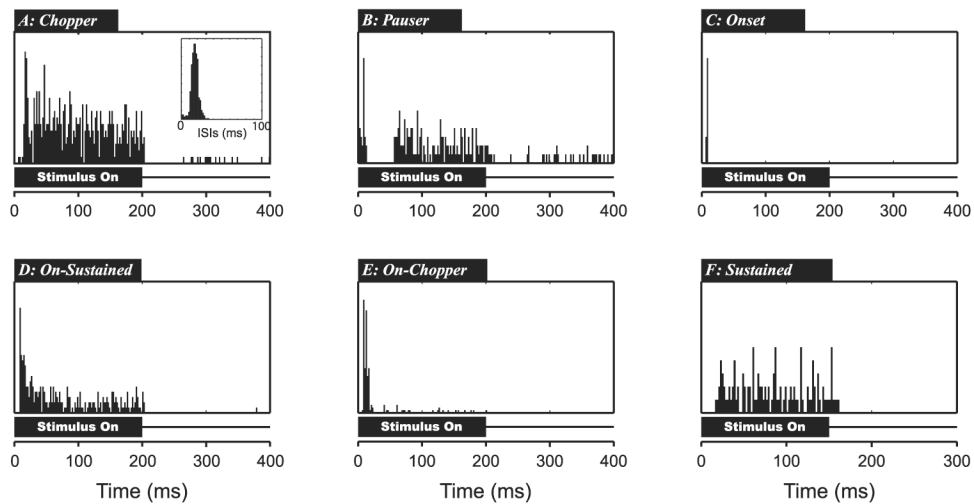 A: Chopper
B: Pauser
C: Onset
0 100
ISIs (ms)
Stimulus On
Stimulus On
Stimulus On
0 100 200 300 400
0 100 200 300 400
0 100 200 300 400
D: On-Sustained
E: On-Chopper
F: Sustained
Stimulus On
Stimulus On
Stimulus On
0 100 200 300 400
0 100 200 300 400
0 100 200 300
Time (ms)
Time (ms)
Time (ms)